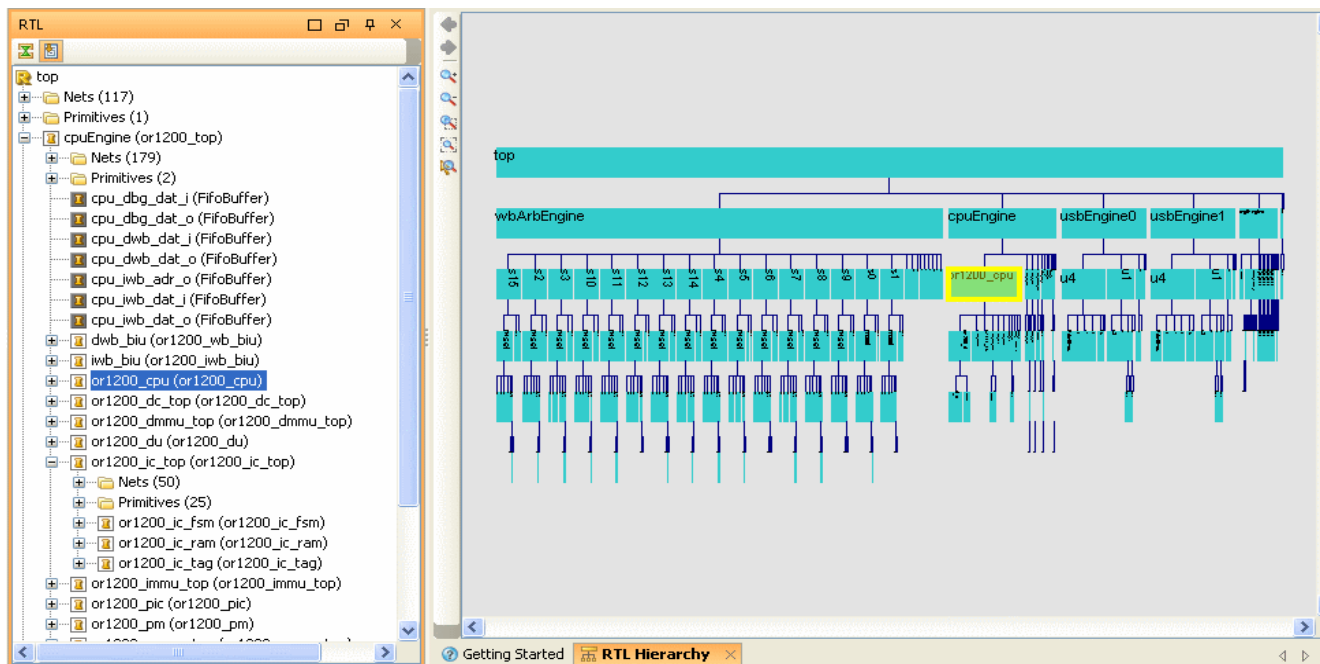 RTL
top
Nets (117)
Primitives (1)
cpuEngine (or1200_top)
Nets (179)
Primitives (2)
cpu_dbg_dat_i (FifoBuffer)
cpu_dbg_dat_o (FifoBuffer)
cpu_dwb_dat_i (FifoBuffer)
cpu_dwb_dat_o (FifoBuffer)
cpu_iwb_adr_o (FifoBuffer)
cpu_iwb_dat_i (FifoBuffer)
cpu_iwb_dat_o (FifoBuffer)
dwb_biu (or1200_wb_biu)
iwb_biu (or1200_iwb_biu)
or1200_cpu (or1200_cpu)
or1200_dc_top (or1200_dc_top)
or1200_dmmu_top (or1200_dmmu_top)
or1200_du (or1200_du)
or1200_ic_top (or1200_ic_top)
Nets (50)
Primitives (25)
or1200_ic_fsm (or1200_ic_fsm)
or1200_ic_ram (or1200_ic_ram)
or1200_ic_tag (or1200_ic_tag)
or1200_immu_top (or1200_immu_top)
or1200_pic (or1200_pic)
or1200_pm (or1200_pm)
top
wbArbEngine cpuEngine usbEngine0 usbEngine1
s15 s2 s3 s10 s11 s12 s13 s14 s4 s5 s6 s7 s8 s9 s0 s1 or1200_cpu u4 u1 u4 u1
Getting Started RTL Hierarchy